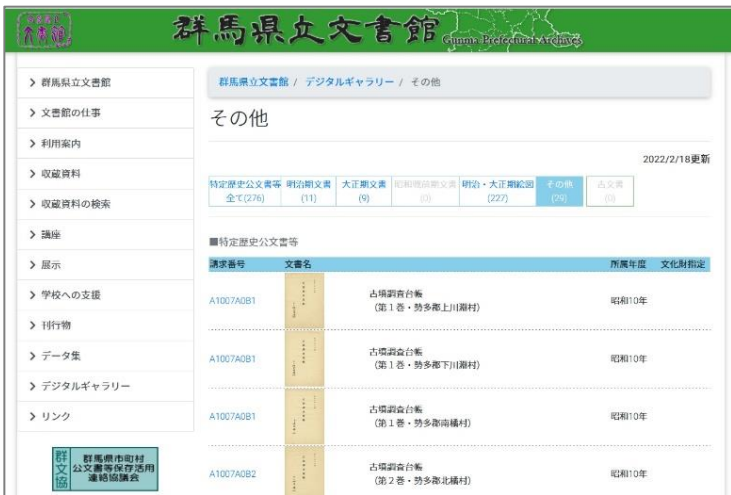 群馬県立文書館
Gunma Prefectural Archives
群馬県立文書館
文書館の仕事
利用案内
収蔵資料
収蔵資料の検索
講座
展示
学校への支援
刊行物
データ集
デジタルギャラリー
リンク
群文協
群馬県市町村
公文書等保存活用
連絡協議会
群馬県立文書館 / デジタルギャラリー / その他
その他
2022/2/18更新
特定歴史公文書等 明治期文書 大正期文書 昭和戦前期文書 明治・大正期絵図 その他 古文書
全て(276) (11) (9) (0) (227) (29) (0)
■特定歴史公文書等
請求番号 文書名 所属年度 文化財指定
A1007A0B1 古墳調査台帳 昭和10年
(第1巻・勢多郡上川淵村)
A1007A0B1 古墳調査台帳 昭和10年
(第1巻・勢多郡下川淵村)
A1007A0B1 古墳調査台帳 昭和10年
(第1巻・勢多郡南橘村)
A1007A0B2 古墳調査台帳 昭和10年
(第2巻・勢多郡北橘村)